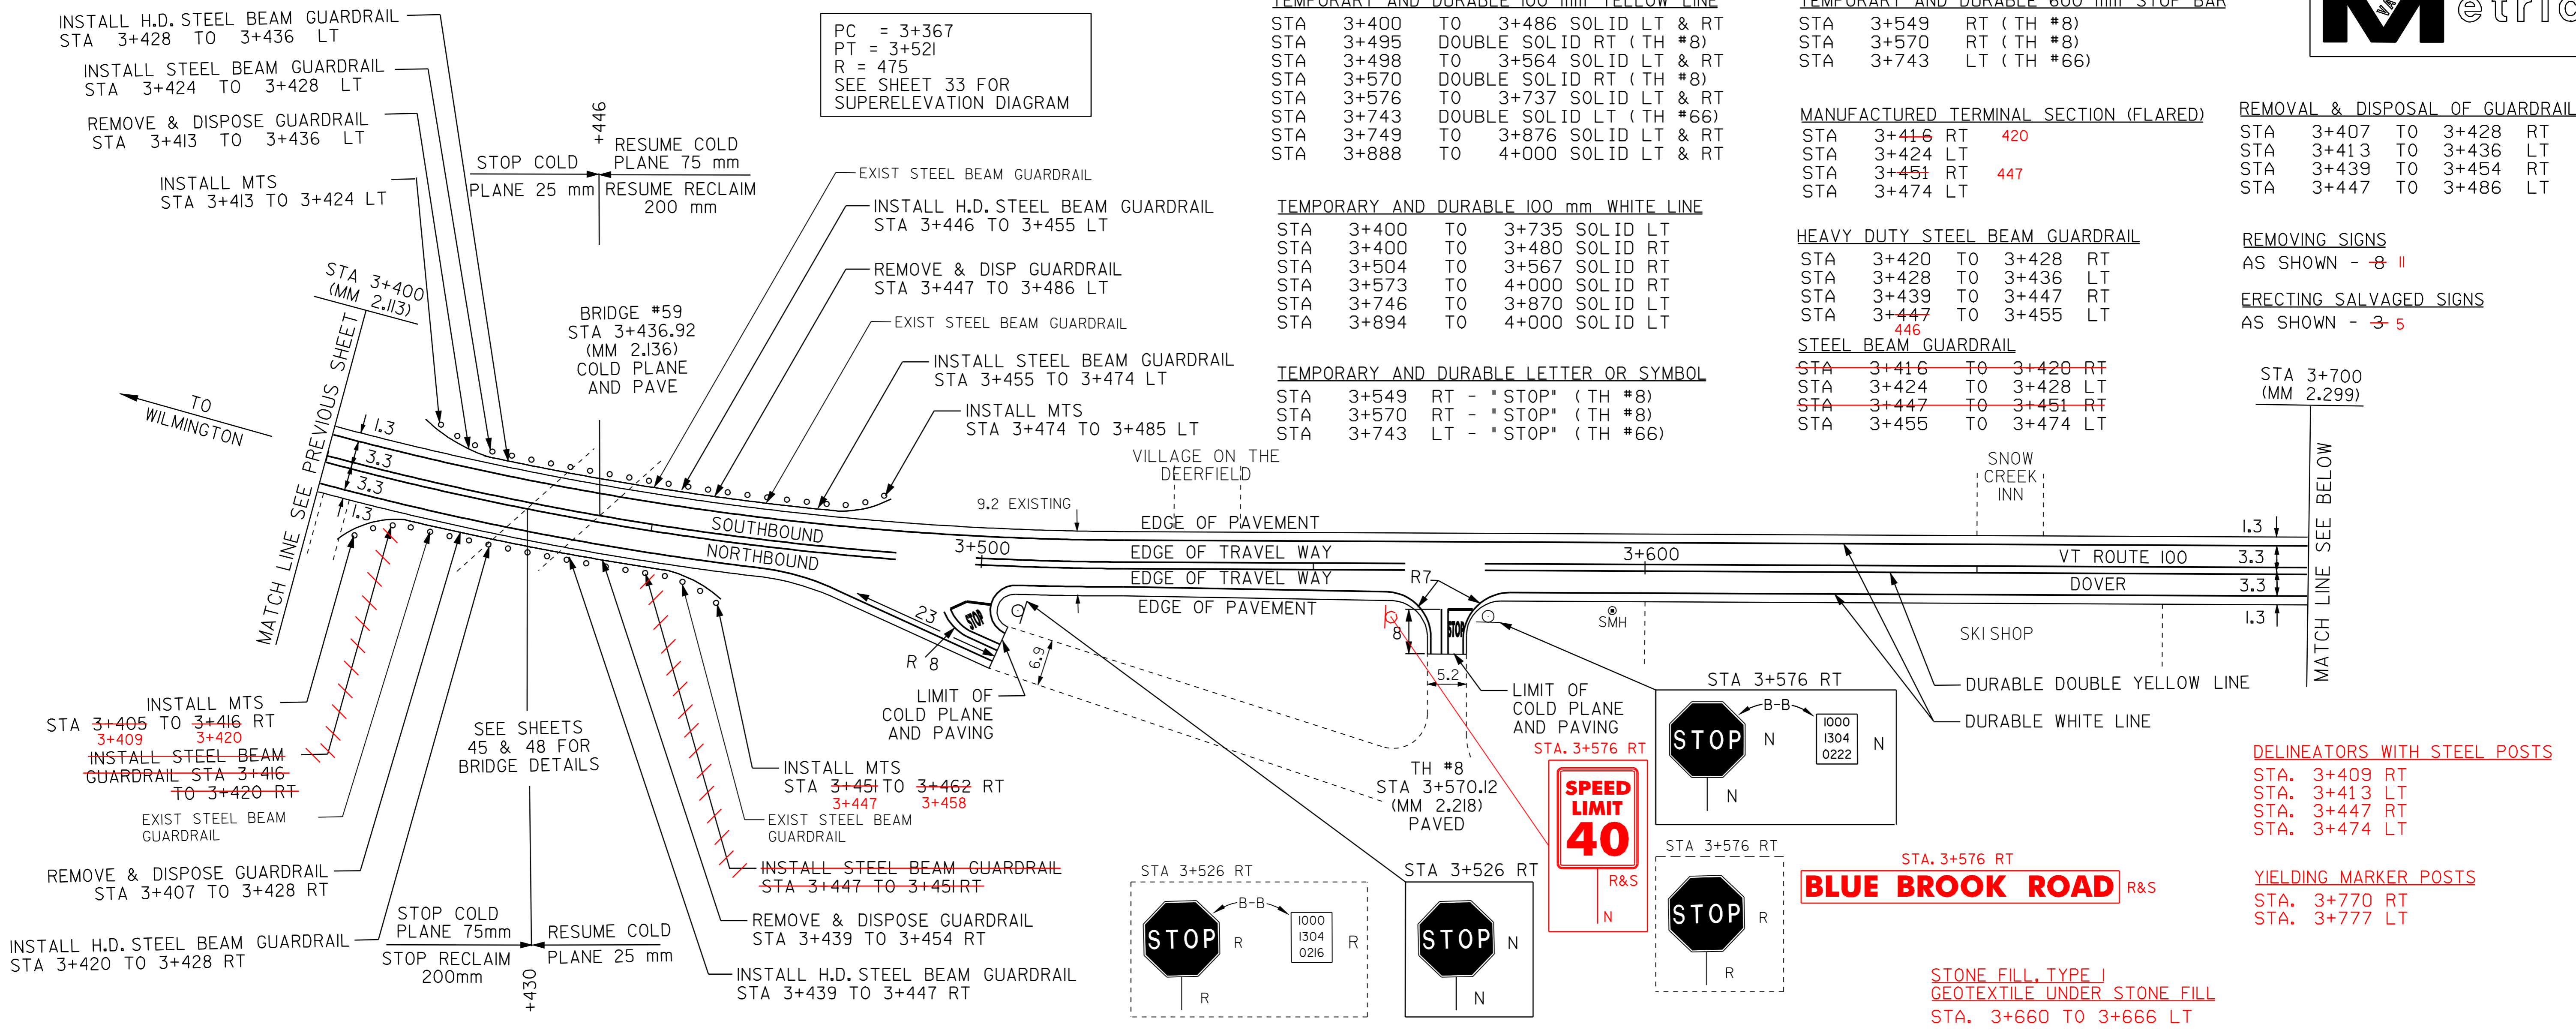 INSTALL H.D. STEEL BEAM GUARDRAIL
STA 3+428 TO 3+436 LT
INSTALL STEEL BEAM GUARDRAIL
STA 3+424 TO 3+428 LT
REMOVE & DISPOSE GUARDRAIL
STA 3+413 TO 3+436 LT
INSTALL MTS
STA 3+413 TO 3+424 LT
PC = 3+367
PT = 3+521
R = 475
SEE SHEET 33 FOR
SUPERELEVATION DIAGRAM
+446
STOP COLD
PLANE 25 mm
RESUME COLD
PLANE 75 mm
RESUME RECLAIM
200 mm
EXIST STEEL BEAM GUARDRAIL
INSTALL H.D. STEEL BEAM GUARDRAIL
STA 3+446 TO 3+455 LT
REMOVE & DISP GUARDRAIL
STA 3+447 TO 3+486 LT
EXIST STEEL BEAM GUARDRAIL
INSTALL STEEL BEAM GUARDRAIL
STA 3+455 TO 3+474 LT
INSTALL MTS
STA 3+474 TO 3+485 LT
BRIDGE #59
STA 3+436.92
(MM 2.136)
COLD PLANE
AND PAVE
STA 3+400
(MM 2.113)
MATCH LINE SEE PREVIOUS SHEET
TO
WILMINGTON
TEMPORARY AND DURABLE 100 mm YELLOW LINE
STA 3+400 TO 3+486 SOLID LT & RT
STA 3+495 DOUBLE SOLID RT (TH #8)
STA 3+498 TO 3+564 SOLID LT & RT
STA 3+570 DOUBLE SOLID RT (TH #8)
STA 3+576 TO 3+737 SOLID LT & RT
STA 3+743 DOUBLE SOLID LT (TH #66)
STA 3+749 TO 3+876 SOLID LT & RT
STA 3+888 TO 4+000 SOLID LT & RT
TEMPORARY AND DURABLE 100 mm WHITE LINE
STA 3+400 TO 3+735 SOLID LT
STA 3+400 TO 3+480 SOLID RT
STA 3+504 TO 3+567 SOLID RT
STA 3+573 TO 4+000 SOLID RT
STA 3+746 TO 3+870 SOLID LT
STA 3+894 TO 4+000 SOLID LT
TEMPORARY AND DURABLE LETTER OR SYMBOL
STA 3+549 RT - "STOP" (TH #8)
STA 3+570 RT - "STOP" (TH #8)
STA 3+743 LT - "STOP" (TH #66)
TEMPORARY AND DURABLE 600 mm STOP BAR
STA 3+549 RT (TH #8)
STA 3+570 RT (TH #8)
STA 3+743 LT (TH #66)
MANUFACTURED TERMINAL SECTION (FLARED)
STA 3+416 RT 420
STA 3+424 LT
STA 3+451 RT 447
STA 3+474 LT
HEAVY DUTY STEEL BEAM GUARDRAIL
STA 3+420 TO 3+428 RT
STA 3+428 TO 3+436 LT
STA 3+439 TO 3+447 RT
STA 3+447 TO 3+455 LT
446
STEEL BEAM GUARDRAIL
STA 3+416 TO 3+420 RT
STA 3+424 TO 3+428 LT
STA 3+447 TO 3+451 RT
STA 3+455 TO 3+474 LT
etric
REMOVAL & DISPOSAL OF GUARDRAIL
STA 3+407 TO 3+428 RT
STA 3+413 TO 3+436 LT
STA 3+439 TO 3+454 RT
STA 3+447 TO 3+486 LT
REMOVING SIGNS
AS SHOWN - 8 11
ERECTING SALVAGED SIGNS
AS SHOWN - 3 5
STA 3+700
(MM 2.299)
MATCH LINE SEE BELOW
1.3
3.3
3.3
1.3
SOUTHBOUND
NORTHBOUND
VILLAGE ON THE
DEERFIELD
9.2 EXISTING
EDGE OF PAVEMENT
3+500
EDGE OF TRAVEL WAY
EDGE OF TRAVEL WAY
EDGE OF PAVEMENT
R7
3+600
SNOW
CREEK
INN
VT ROUTE 100
DOVER
1.3
3.3
3.3
1.3
SMH
SKI SHOP
23
R 8
STOP
6.9
8
STOP
5.2
LIMIT OF
COLD PLANE
AND PAVING
LIMIT OF
COLD PLANE
AND PAVING
TH #8
STA 3+570.12
(MM 2.218)
PAVED
DURABLE DOUBLE YELLOW LINE
DURABLE WHITE LINE
INSTALL MTS
STA 3+405 TO 3+416 RT
3+409 3+420
INSTALL STEEL BEAM
GUARDRAIL STA 3+416
TO 3+420 RT
EXIST STEEL BEAM
GUARDRAIL
REMOVE & DISPOSE GUARDRAIL
STA 3+407 TO 3+428 RT
INSTALL H.D. STEEL BEAM GUARDRAIL
STA 3+420 TO 3+428 RT
SEE SHEETS
45 & 48 FOR
BRIDGE DETAILS
STOP COLD
PLANE 75mm
STOP RECLAIM
200mm
RESUME COLD
PLANE 25 mm
+430
INSTALL MTS
STA 3+451 TO 3+462 RT
3+447 3+458
EXIST STEEL BEAM
GUARDRAIL
INSTALL STEEL BEAM GUARDRAIL
STA 3+447 TO 3+451 RT
REMOVE & DISPOSE GUARDRAIL
STA 3+439 TO 3+454 RT
INSTALL H.D. STEEL BEAM GUARDRAIL
STA 3+439 TO 3+447 RT
STA 3+526 RT
STOP
R
B-B
1000
1304
0216
R
R
STA 3+526 RT
STOP
N
N
STA. 3+576 RT
SPEED
LIMIT
40
R&S
N
STA 3+576 RT
STOP
N
B-B
1000
1304
0222
N
N
STA 3+576 RT
STOP
R
R
STA. 3+576 RT
BLUE BROOK ROAD R&S
DELINEATORS WITH STEEL POSTS
STA. 3+409 RT
STA. 3+413 LT
STA. 3+447 RT
STA. 3+474 LT
YIELDING MARKER POSTS
STA. 3+770 RT
STA. 3+777 LT
STONE FILL, TYPE I
GEOTEXTILE UNDER STONE FILL
STA. 3+660 TO 3+666 LT